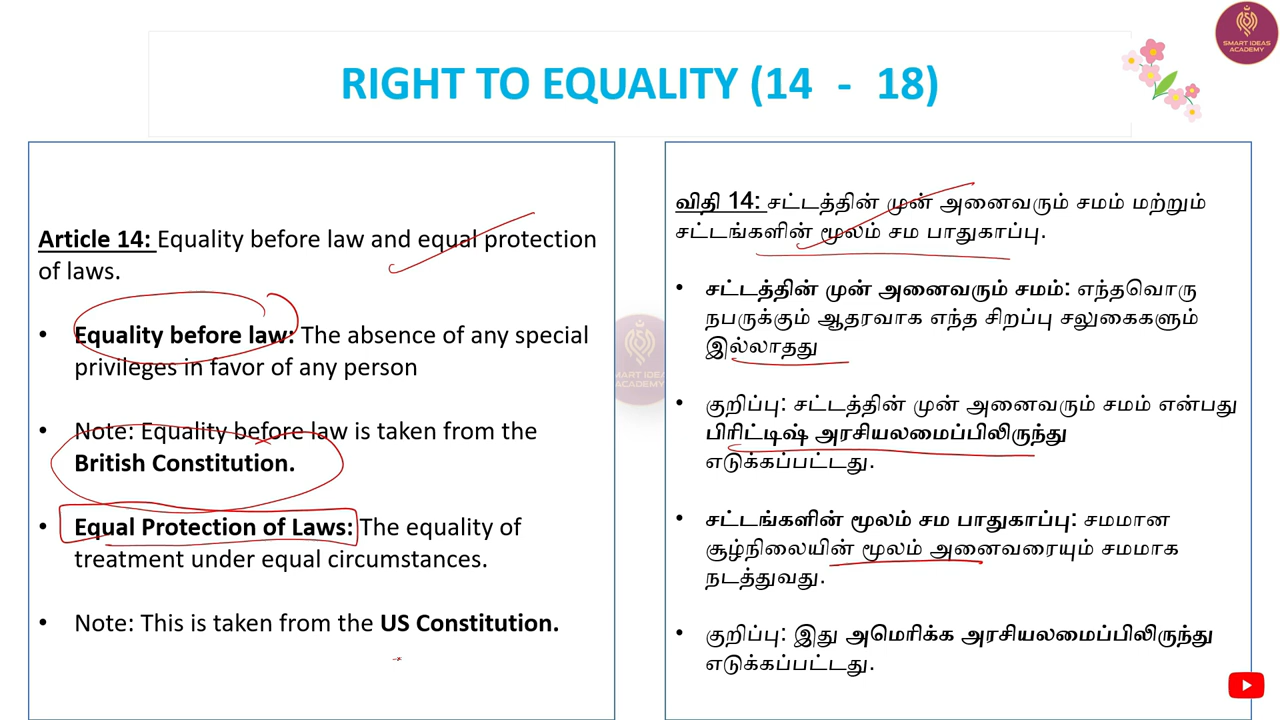 SMART IDEAS
ACADEMY
RIGHT TO EQUALITY (14 - 18)
Article 14: Equality before law and equal protection
of laws.
• Equality before law: The absence of any special
privileges in favor of any person
• Note: Equality before law is taken from the
British Constitution.
• Equal Protection of Laws: The equality of
treatment under equal circumstances.
• Note: This is taken from the US Constitution.
விதி 14: சட்டத்தின் முன் அனைவரும் சமம் மற்றும்
சட்டங்களின் மூலம் சம பாதுகாப்பு.
• சட்டத்தின் முன் அனைவரும் சமம்: எந்தவொரு
நபருக்கும் ஆதரவாக எந்த சிறப்பு சலுகைகளும்
இல்லாதது
• குறிப்பு: சட்டத்தின் முன் அனைவரும் சமம் என்பது
பிரிட்டிஷ் அரசியலமைப்பிலிருந்து
எடுக்கப்பட்டது.
• சட்டங்களின் மூலம் சம பாதுகாப்பு: சமமான
சூழ்நிலையின் மூலம் அனைவரையும் சமமாக
நடத்துவது.
• குறிப்பு: இது அமெரிக்க அரசியலமைப்பிலிருந்து
எடுக்கப்பட்டது.
SMART IDEAS
ACADEMY